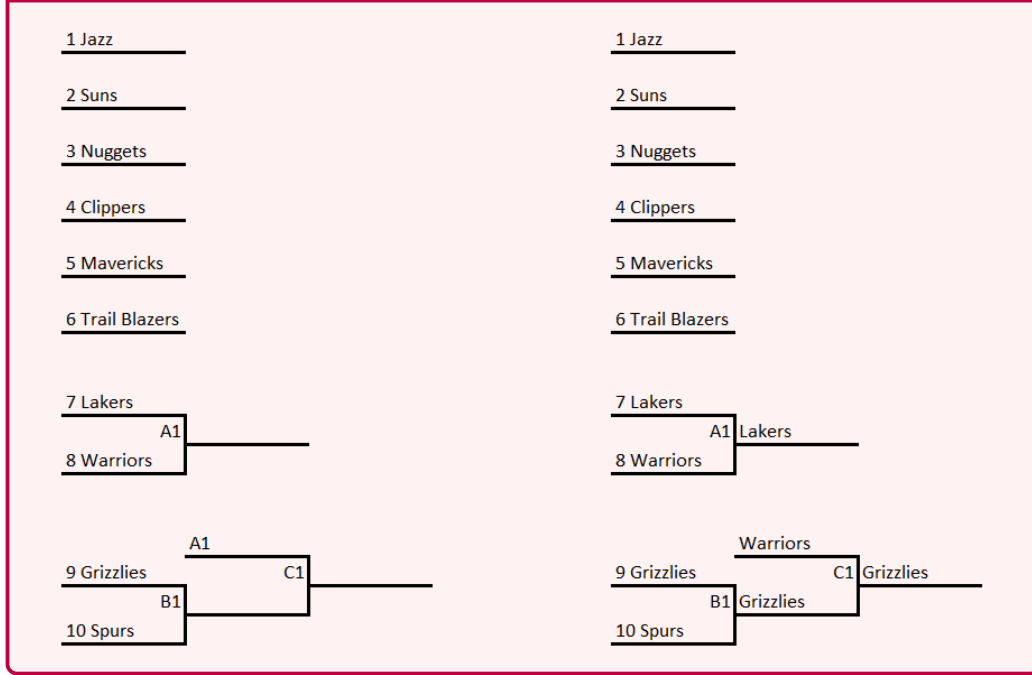 1 Jazz
2 Suns
3 Nuggets
4 Clippers
5 Mavericks
6 Trail Blazers
7 Lakers
A1
8 Warriors
A1
9 Grizzlies
C1
B1
10 Spurs
1 Jazz
2 Suns
3 Nuggets
4 Clippers
5 Mavericks
6 Trail Blazers
7 Lakers
A1 Lakers
8 Warriors
Warriors
9 Grizzlies
C1 Grizzlies
B1 Grizzlies
10 Spurs